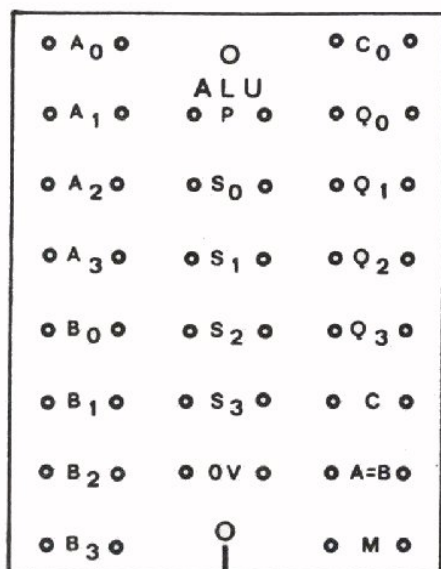 A0 C0
ALU
A1 P Q0
A2 S0 Q1
A3 S1 Q2
B0 S2 Q3
B1 S3 C
B2 0V A=B
B3 M